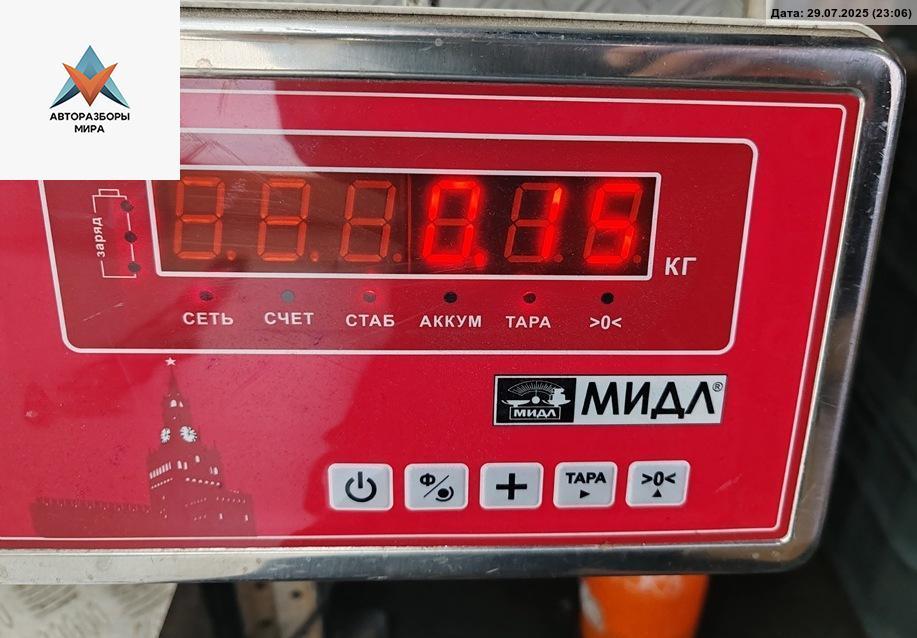 Дата: 29.07.2025 (23:06)
АВТОРАЗБОРЫ
МИРА
заряд
0.15
КГ
СЕТЬ СЧЕТ СТАБ АККУМ ТАРА >0<
МИДЛ МИДЛ®
Ф ТАРА >0<